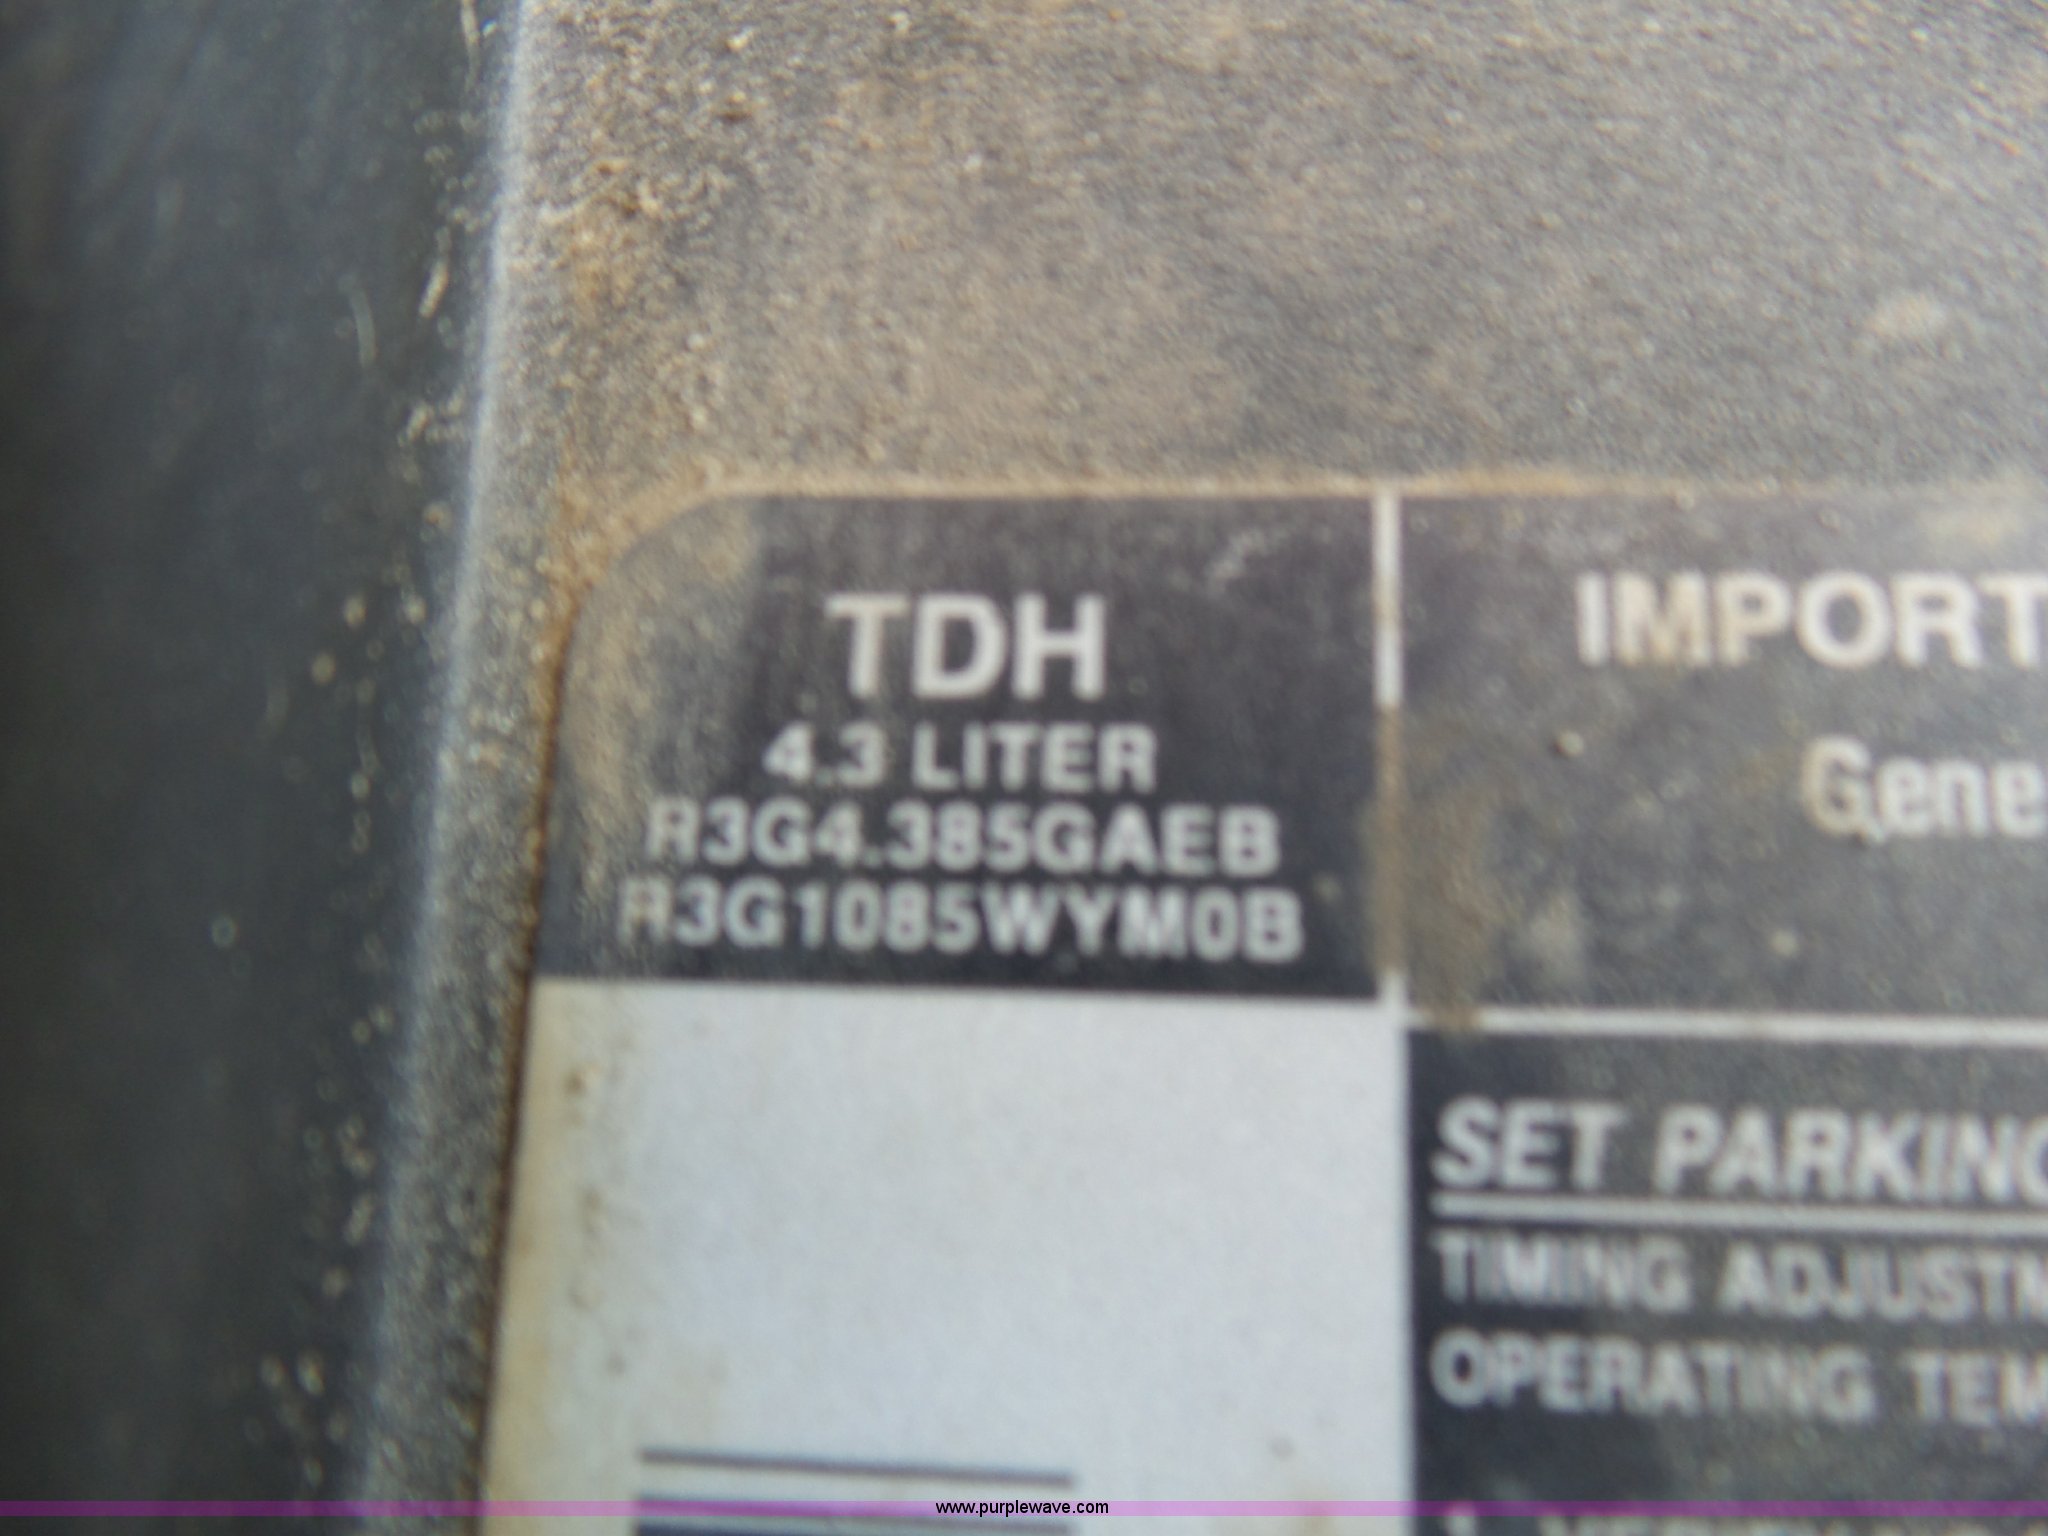 TDH
4.3 LITER
R3G4.385GAEB
R3G1085WYM0B
IMPORT
Gene
SET PARKING
TIMING ADJUSTM
OPERATING TEM
www.purplewave.com